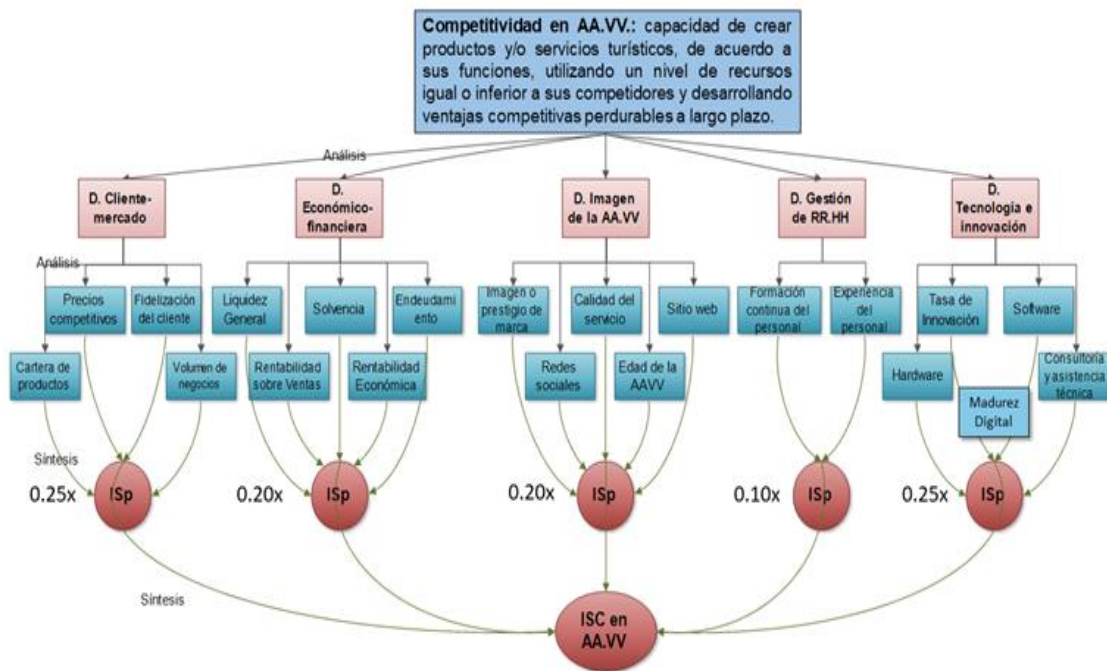 Competitividad en AA.VV.: capacidad de crear
productos y/o servicios turísticos, de acuerdo a
sus funciones, utilizando un nivel de recursos
igual o inferior a sus competidores y desarrollando
ventajas competitivas perdurables a largo plazo.
Análisis
D. Cliente-
mercado
D.
Económico-
financiera
D. Imagen
de la AA.VV
D. Gestión
de RR.HH
D.
Tecnología e
innovación
Análisis
Precios
competitivos
Fidelización
del cliente
Liquidez
General
Solvencia
Endeudami
ento
Imagen o
prestigio de
marca
Calidad del
servicio
Sitio web
Formación
continua del
personal
Experiencia
del
personal
Tasa de
Innovación
Software
Cartera de
productos
Volumen de
negocios
Rentabilidad
sobre Ventas
Rentabilidad
Económica
Redes
sociales
Edad de la
AAVV
Hardware
Consultoría
y asistencia
técnica
Madurez
Digital
Síntesis
0.25x
ISp
0.20x
ISp
0.20x
ISp
0.10x
ISp
0.25x
ISp
Síntesis
ISC en
AA.VV